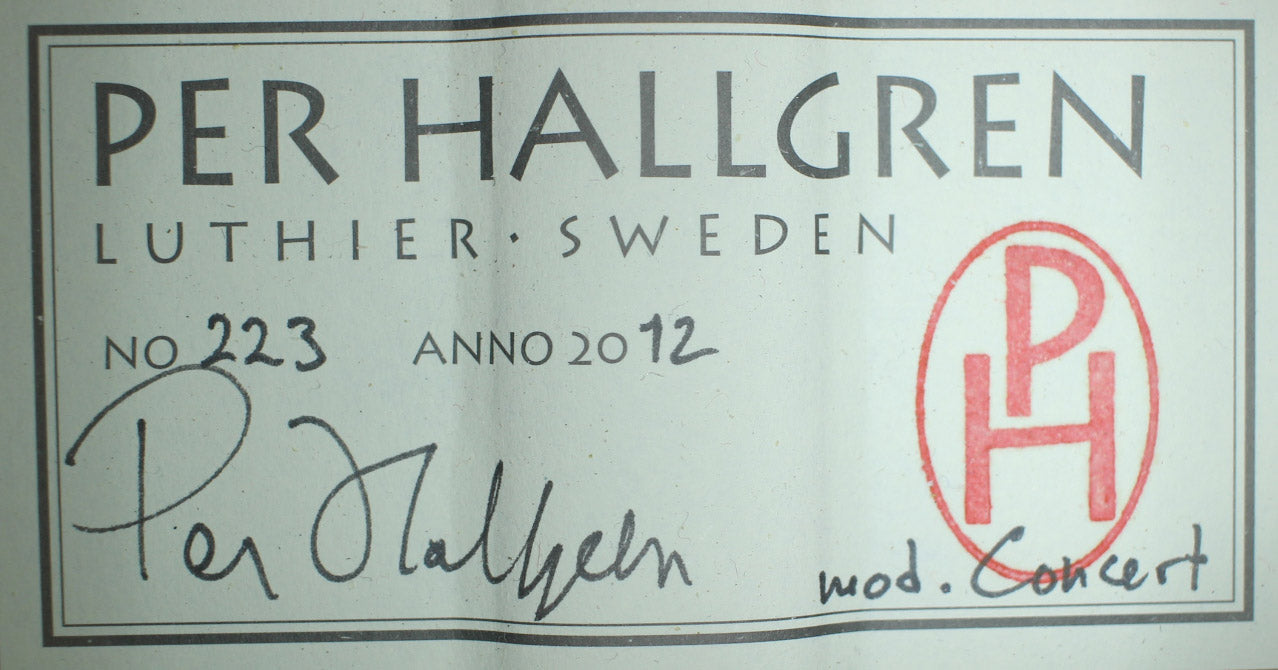 PER HALLGREN
LUTHIER · SWEDEN
NO 223 ANNO 2012
PH
Per Hallgren
mod. Concert